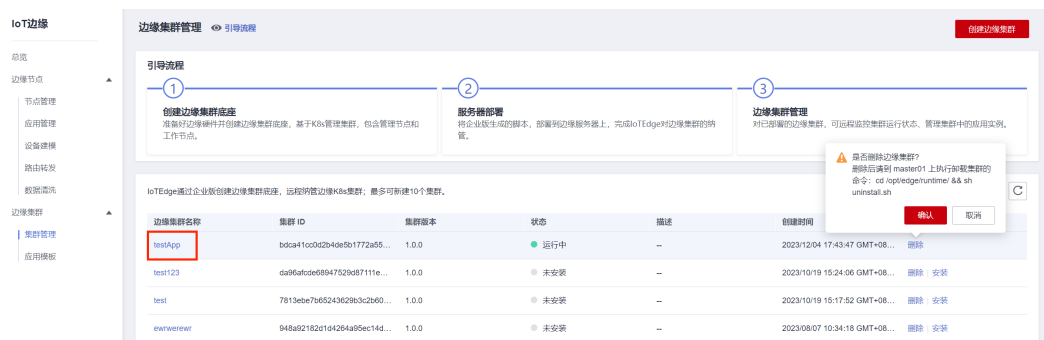 IoT边缘
总览
边缘节点
节点管理
应用管理
设备建模
路由转发
数据清洗
边缘集群
集群管理
应用模板
边缘集群管理 引导流程
创建边缘集群
引导流程
1
创建边缘集群底座
准备好边缘硬件并创建边缘集群底座，基于K8s管理集群，包含管理节点和
工作节点。
2
服务器部署
将企业版生成的脚本，部署到边缘服务器上，完成IoTEdge对边缘集群的纳
管。
3
边缘集群管理
对已部署的边缘集群，可远程监控集群运行状态、管理集群中的应用实例。
是否删除边缘集群?
删除后请到 master01 上执行卸载集群的
命令：cd /opt/edge/runtime/ && sh
uninstall.sh
确认 取消
IoTEdge通过企业版创建边缘集群底座，远程纳管边缘K8s集群；最多可新建10个集群。
边缘集群名称 集群 ID 集群版本 状态 描述 创建时间
testApp bdca41cc0d2b4de5b1772a55... 1.0.0 运行中 -- 2023/12/04 17:43:47 GMT+08... 删除
test123 da96afcde68947529d87111e... 1.0.0 未安装 -- 2023/10/19 15:24:06 GMT+08... 删除 安装
test 7813ebe7b65243629b3c2b60... 1.0.0 未安装 -- 2023/10/19 15:17:52 GMT+08... 删除 安装
ewrwerewr 948a92182d1d4264a95ec14d... 1.0.0 未安装 -- 2023/08/07 10:34:18 GMT+08... 删除 安装